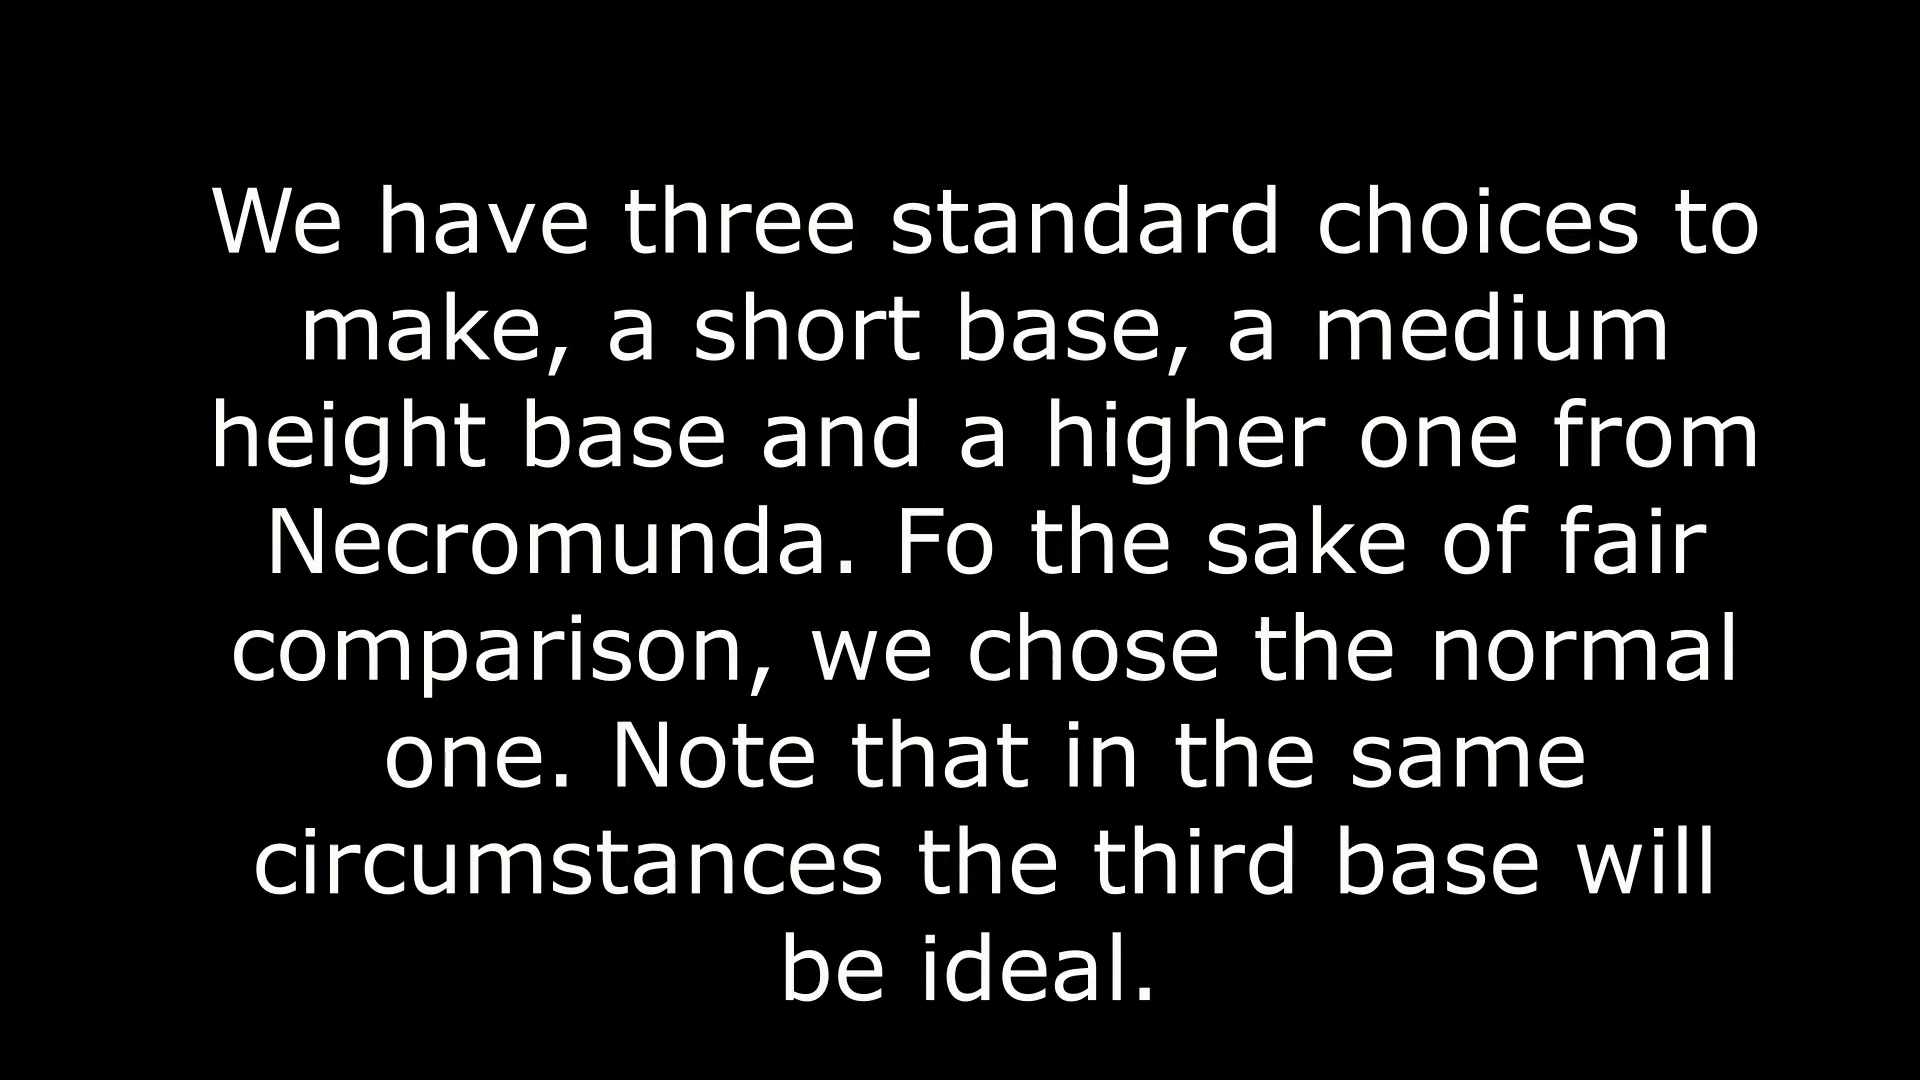 We have three standard choices to
make, a short base, a medium
height base and a higher one from
Necromunda. Fo the sake of fair
comparison, we chose the normal
one. Note that in the same
circumstances the third base will
be ideal.